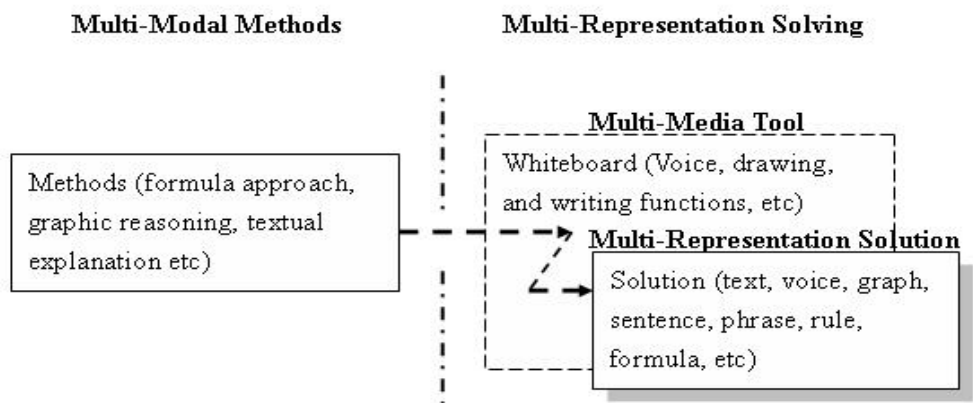 Multi-Modal Methods
Multi-Representation Solving
Multi-Media Tool
Methods (formula approach,
graphic reasoning, textual
explanation etc)
Whiteboard (Voice, drawing,
and writing functions, etc)
Multi-Representation Solution
Solution (text, voice, graph,
sentence, phrase, rule,
formula, etc)